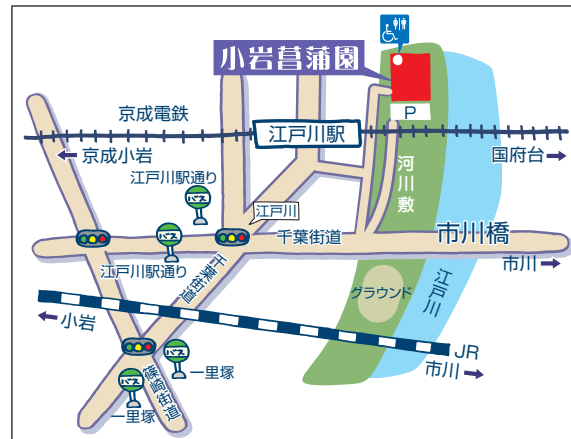 小岩菖蒲園
P
京成電鉄
江戸川駅
京成小岩
国府台
江戸川駅通り
バス
江戸川
河川敷
千葉街道
市川橋
バス
江戸川駅通り
市川
千葉街道
グラウンド
江戸川
小岩
JR
市川
バス
一里塚
バス
一里塚
篠崎街道